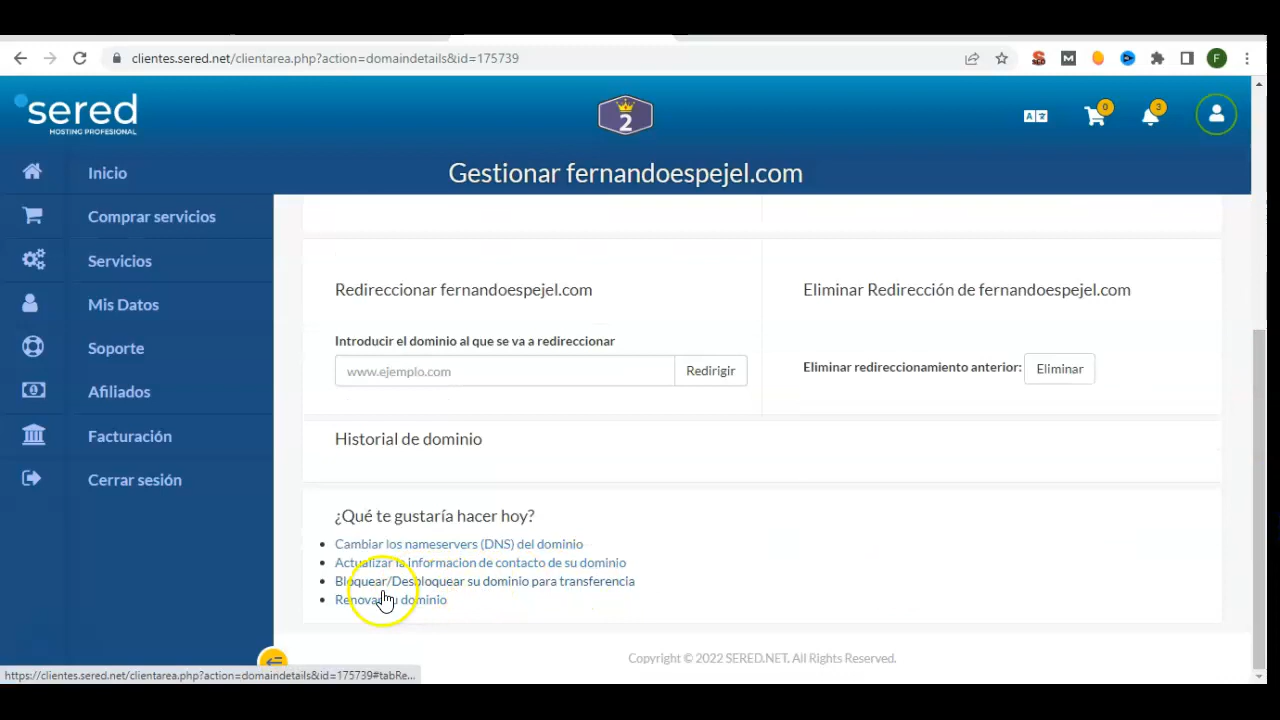 clientes.sered.net/clientarea.php?action=domaindetails&id=175739
F
sered
HOSTING PROFESIONAL
2
0
3
Gestionar fernandoespejel.com
Inicio
Comprar servicios
Servicios
Mis Datos
Soporte
Afiliados
Facturación
Cerrar sesión
Redireccionar fernandoespejel.com
Introducir el dominio al que se va a redireccionar
www.ejemplo.com
Redirigir
Eliminar Redirección de fernandoespejel.com
Eliminar redireccionamiento anterior:
Eliminar
Historial de dominio
¿Qué te gustaría hacer hoy?
Cambiar los nameservers (DNS) del dominio
Actualizar la informacion de contacto de su dominio
Bloquear/Desbloquear su dominio para transferencia
Renovar su dominio
Copyright © 2022 SERED.NET. All Rights Reserved.
https://clientes.sered.net/clientarea.php?action=domaindetails&id=175739#tabRe...